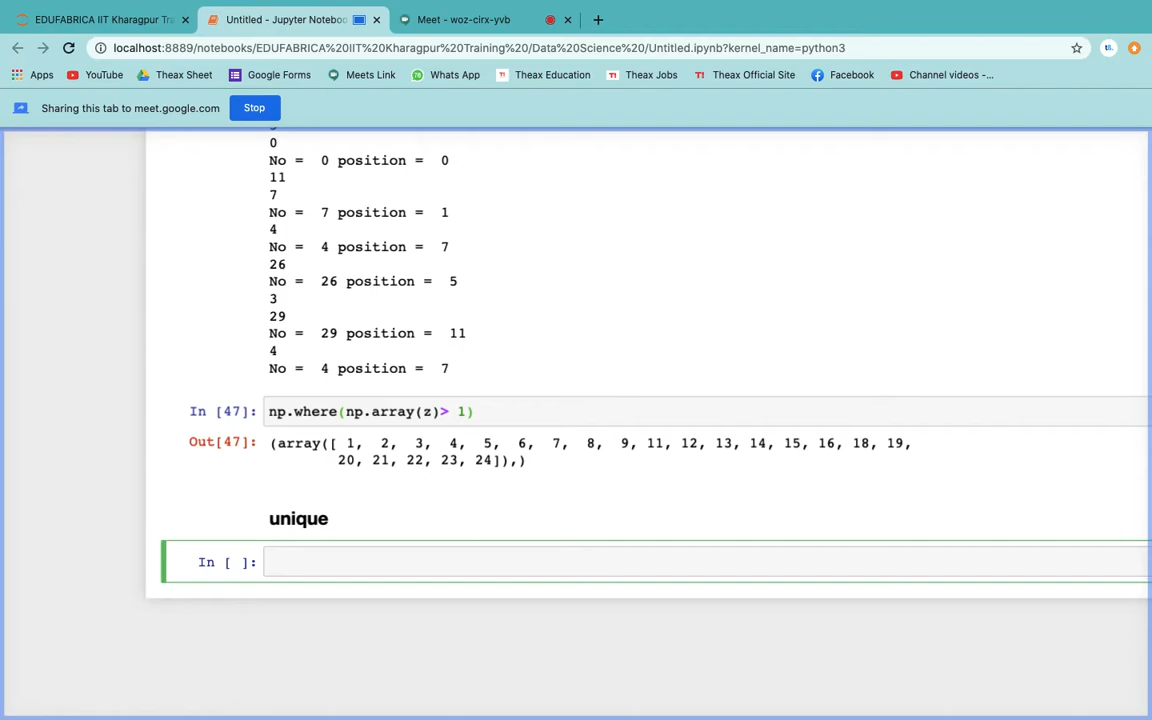 EDUFABRICA IIT Kharagpur Tra
Untitled - Jupyter Noteboo
Meet - woz-cirx-yvb
localhost:8889/notebooks/EDUFABRICA%20IIT%20Kharagpur%20Training%20/Data%20Science%20/Untitled.ipynb?kernel_name=python3
Apps YouTube Theax Sheet Google Forms Meets Link Whats App Theax Education Theax Jobs Theax Official Site Facebook Channel videos -...
Sharing this tab to meet.google.com Stop
0
No =  0 position =  0
11
7
No =  7 position =  1
4
No =  4 position =  7
26
No =  26 position =  5
3
29
No =  29 position =  11
4
No =  4 position =  7
In [47]: np.where(np.array(z)> 1)
Out[47]: (array([ 1,  2,  3,  4,  5,  6,  7,  8,  9, 11, 12, 13, 14, 15, 16, 18, 19,
20, 21, 22, 23, 24]),)
unique
In [ ]: